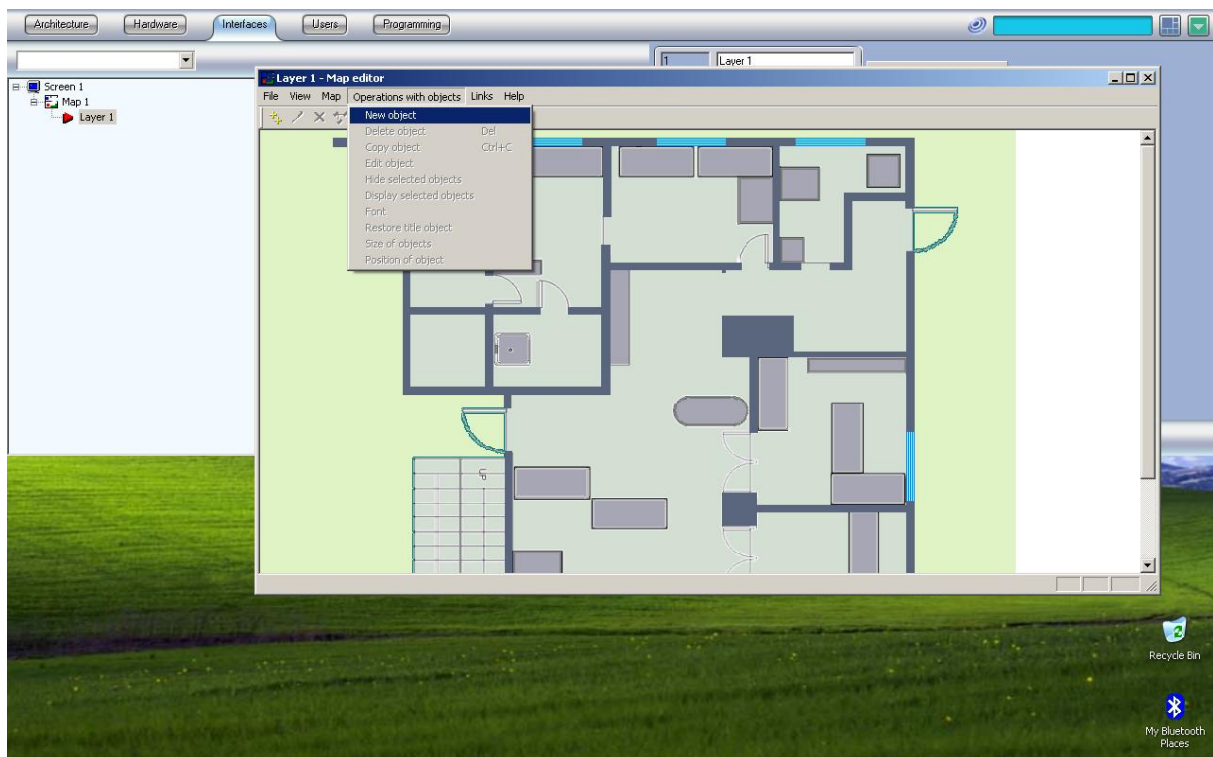 Architecture Hardware Interfaces Users Programming
1 Layer 1
Screen 1
Map 1
Layer 1
Layer 1 - Map editor
File View Map Operations with objects Links Help
New object
Delete object Del
Copy object Ctrl+C
Edit object
Hide selected objects
Display selected objects
Font
Restore title object
Size of objects
Position of object
Recycle Bin
My Bluetooth
Places